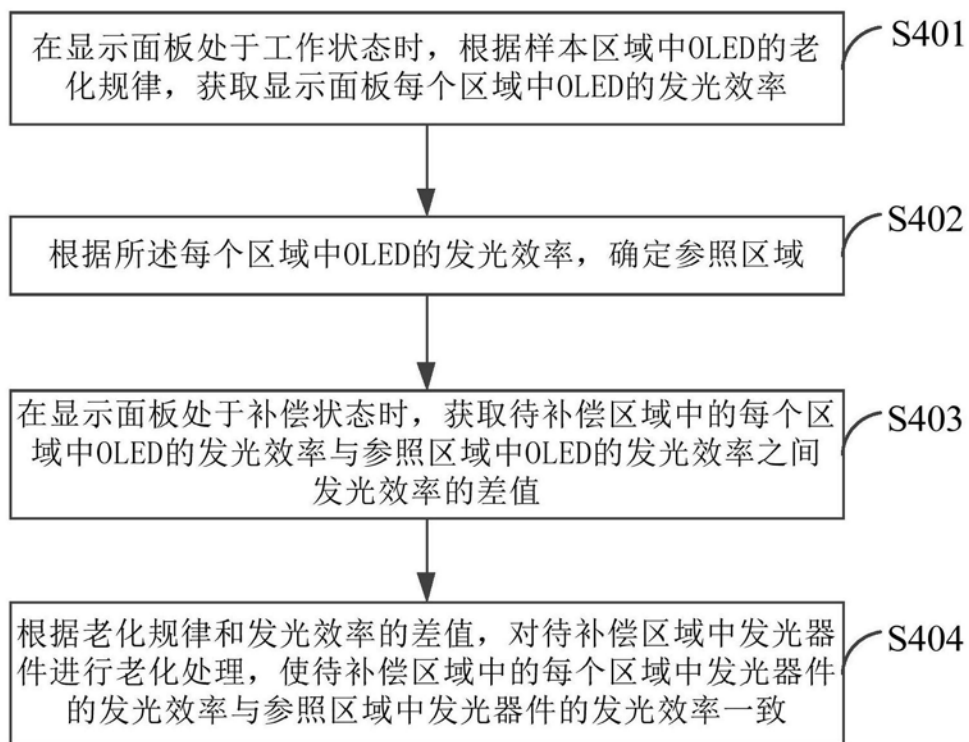 在显示面板处于工作状态时，根据样本区域中OLED的老
化规律，获取显示面板每个区域中OLED的发光效率
S401
根据所述每个区域中OLED的发光效率，确定参照区域
S402
在显示面板处于补偿状态时，获取待补偿区域中的每个区
域中OLED的发光效率与参照区域中OLED的发光效率之间
发光效率的差值
S403
根据老化规律和发光效率的差值，对待补偿区域中发光器
件进行老化处理，使待补偿区域中的每个区域中发光器件
的发光效率与参照区域中发光器件的发光效率一致
S404